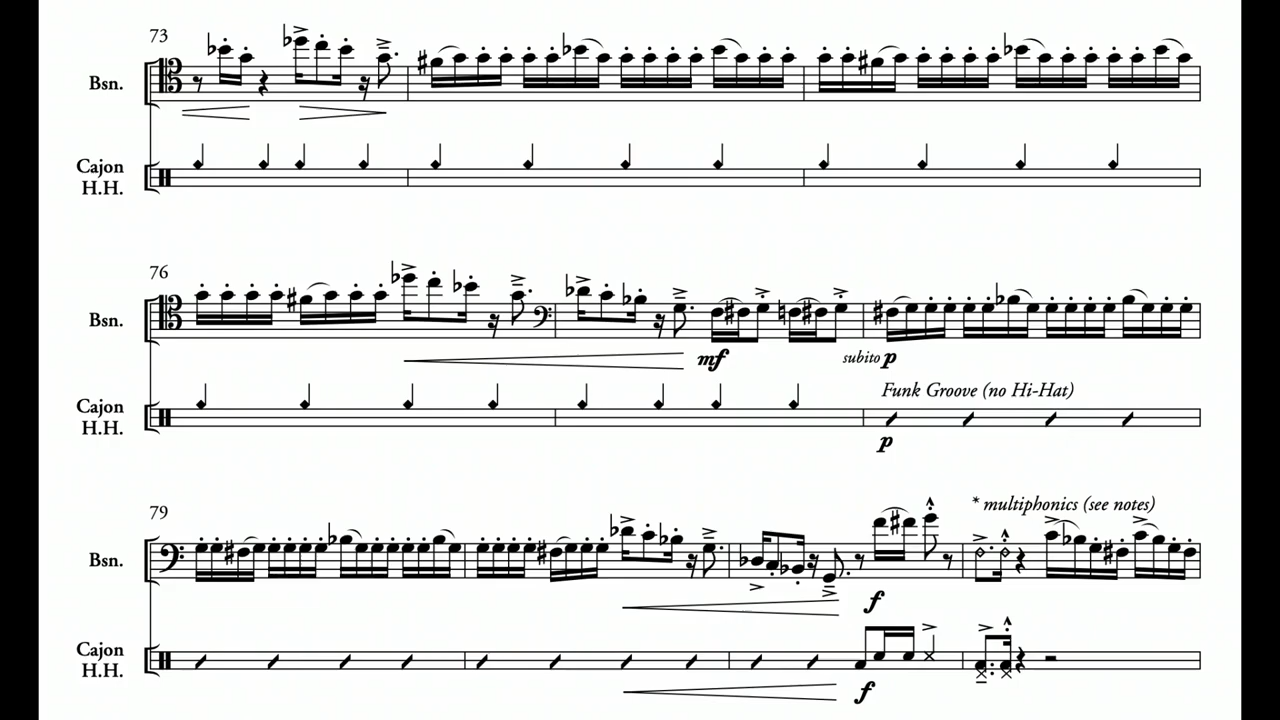 73
Bsn.
Cajon
H.H.
76
Bsn.
mf
subito p
Funk Groove (no Hi-Hat)
Cajon
H.H.
p
79
* multiphonics (see notes)
Bsn.
f
Cajon
H.H.
f